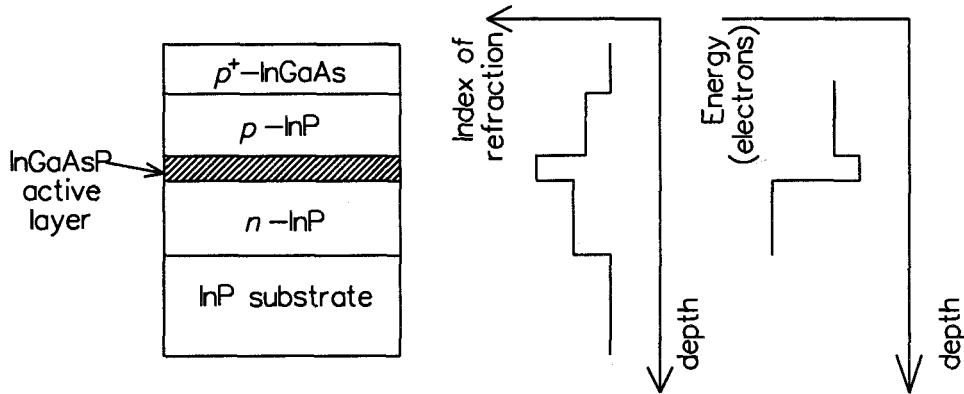 p⁺-InGaAs
p-InP
InGaAsP
active
layer
n-InP
InP substrate
Index of
refraction
depth
Energy
(electrons)
depth